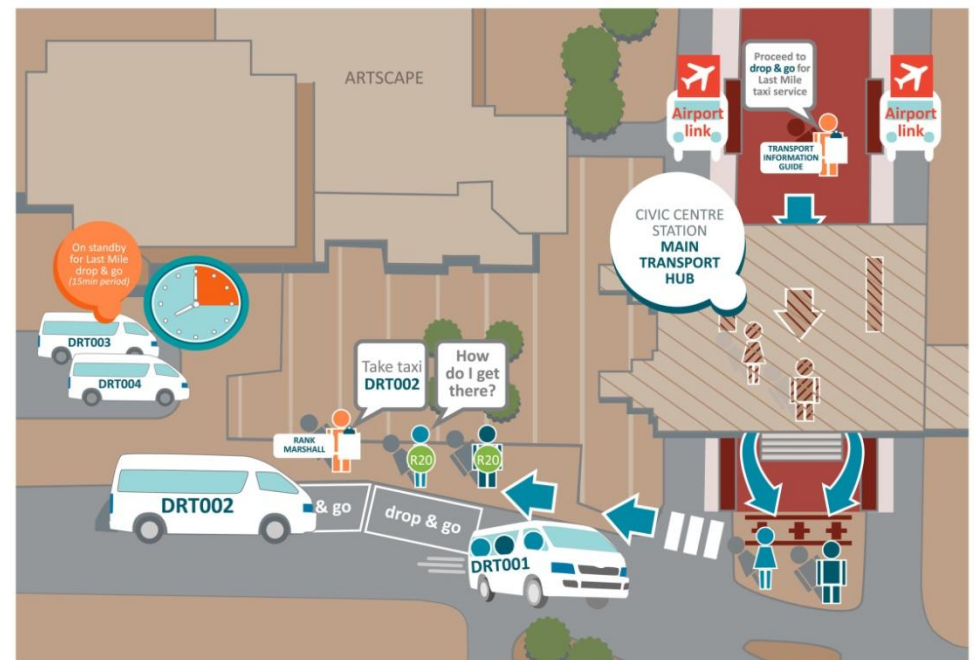 ARTSCAPE
Airport
link
Proceed to
drop & go for
Last Mile
taxi service
TRANSPORT
INFORMATION
GUIDE
Airport
link
CIVIC CENTRE
STATION
MAIN
TRANSPORT
HUB
On standby
for Last Mile
drop & go
(15min period)
DRT003
DRT004
Take taxi
DRT002
How
do I get
there?
RANK
MARSHALL
R20
R20
DRT002
& go
drop & go
DRT001